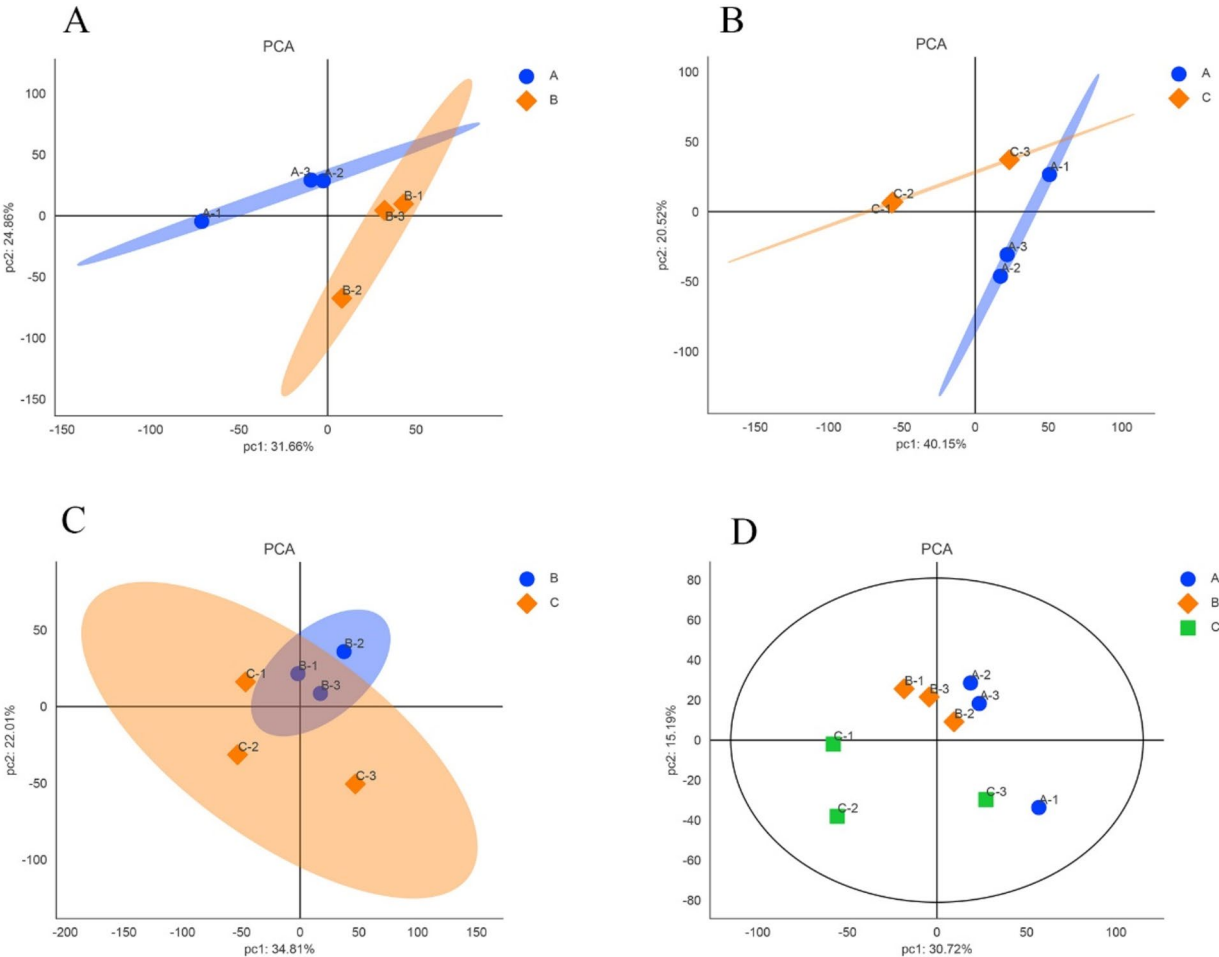 A
PCA
A
B
100
50
0
-50
-100
-150
pc2: 24.86%
A-3
A-2
A-1
B-1
B-3
B-2
-150
-100
-50
0
50
pc1: 31.66%
B
PCA
A
C
100
50
0
-50
-100
pc2: 20.52%
C-3
A-1
C-2
C-1
A-3
A-2
-150
-100
-50
0
50
100
pc1: 40.15%
C
PCA
B
C
50
0
-50
-100
pc2: 22.01%
B-2
B-1
C-1
B-3
C-2
C-3
-200
-150
-100
-50
0
50
100
150
pc1: 34.81%
D
PCA
A
B
C
80
60
40
20
0
-20
-40
-60
-80
pc2: 15.19%
A-2
B-1
B-3
A-3
B-2
C-1
C-3
A-1
C-2
-100
-50
0
50
100
pc1: 30.72%